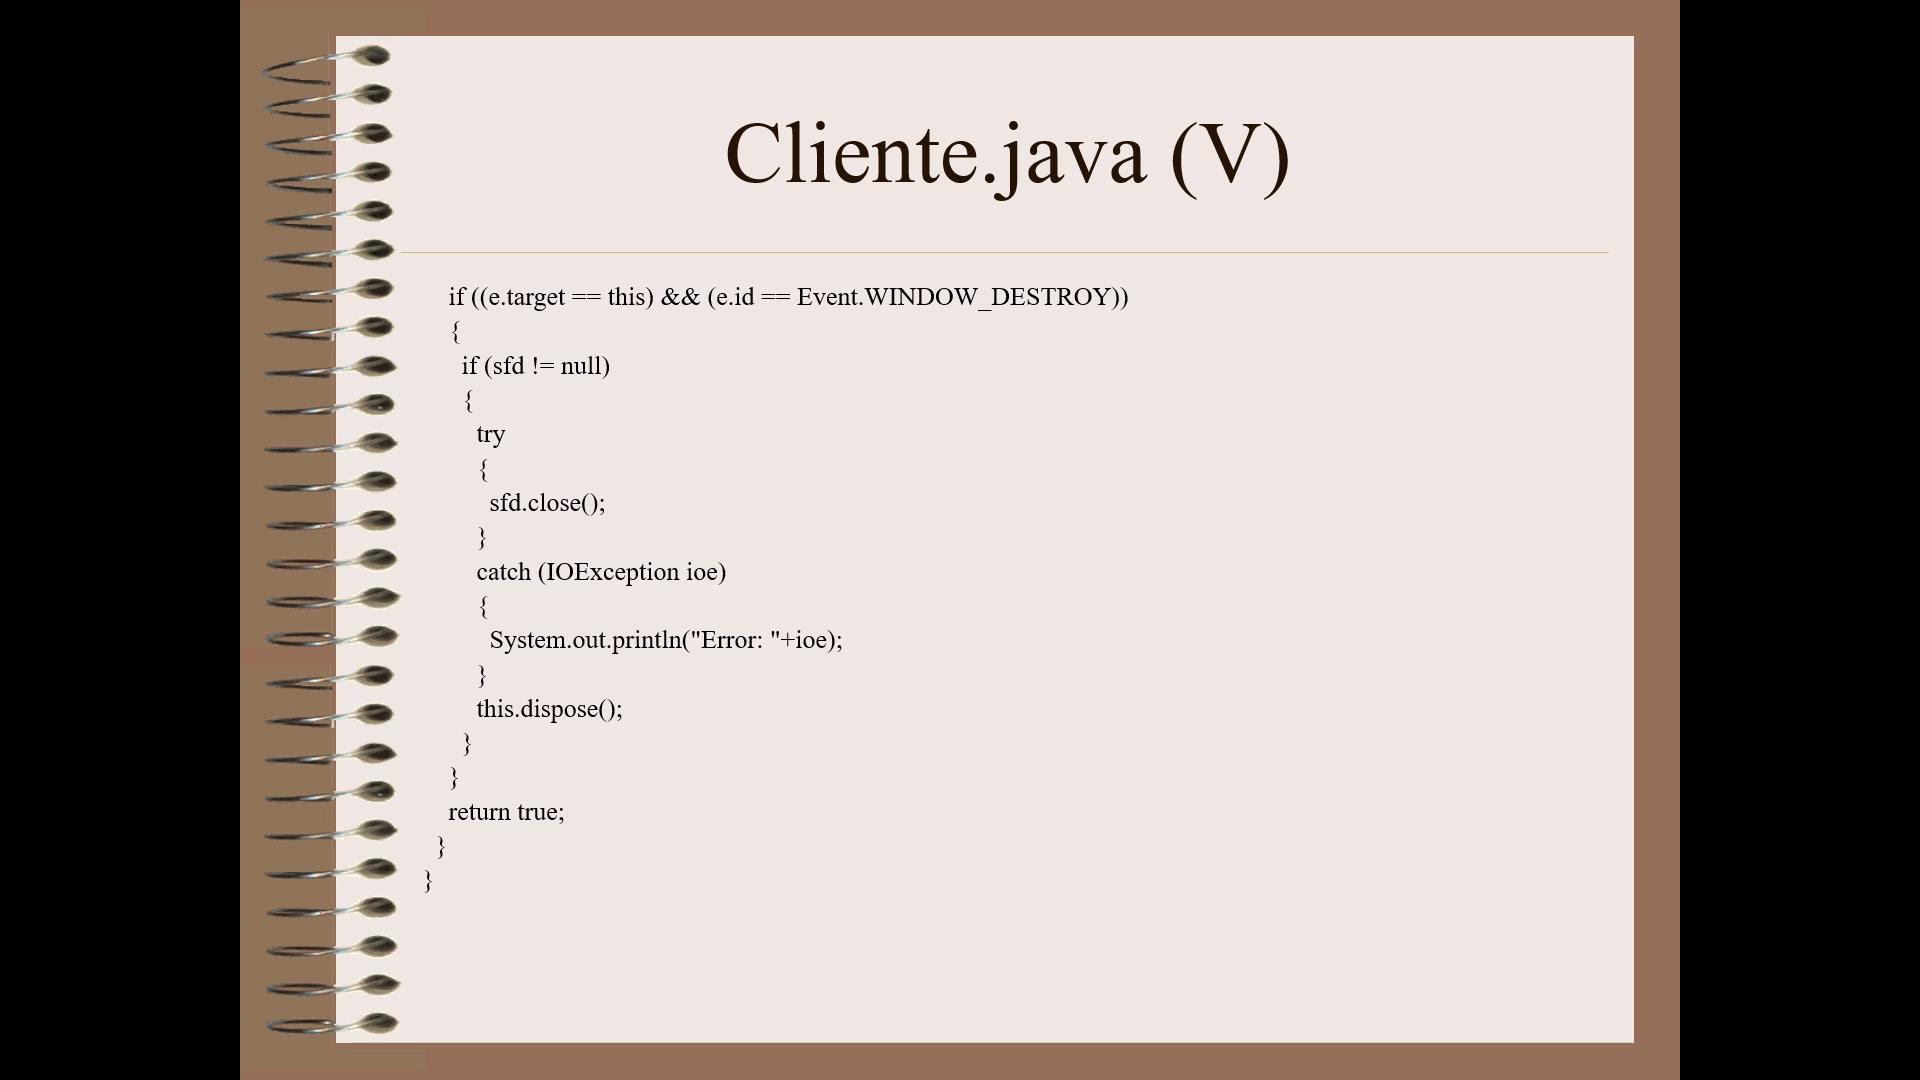 Cliente.java (V)
if ((e.target == this) && (e.id == Event.WINDOW_DESTROY))
{
if (sfd != null)
{
try
{
sfd.close();
}
catch (IOException ioe)
{
System.out.println("Error: "+ioe);
}
this.dispose();
}
}
return true;
}
}